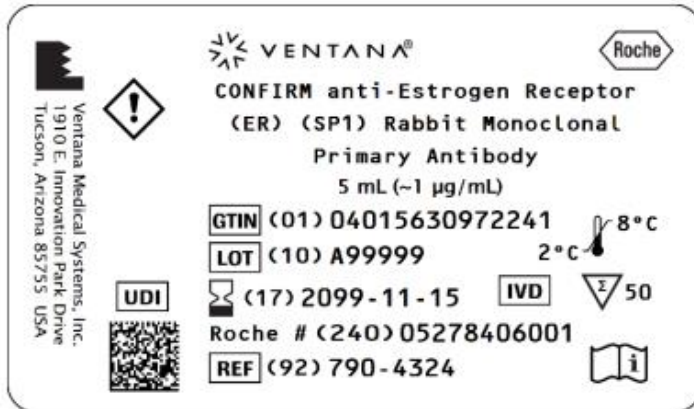 VENTANA®
Roche
CONFIRM anti-Estrogen Receptor
(ER) (SP1) Rabbit Monoclonal
Primary Antibody
5 mL (~1 µg/mL)
GTIN (01) 04015630972241
8°C
2°C
LOT (10) A99999
(17) 2099-11-15
IVD
Σ 50
UDI
Roche # (240) 05278406001
REF (92) 790-4324
i
Ventana Medical Systems, Inc.
1910 E. Innovation Park Drive
Tucson, Arizona 85755 USA